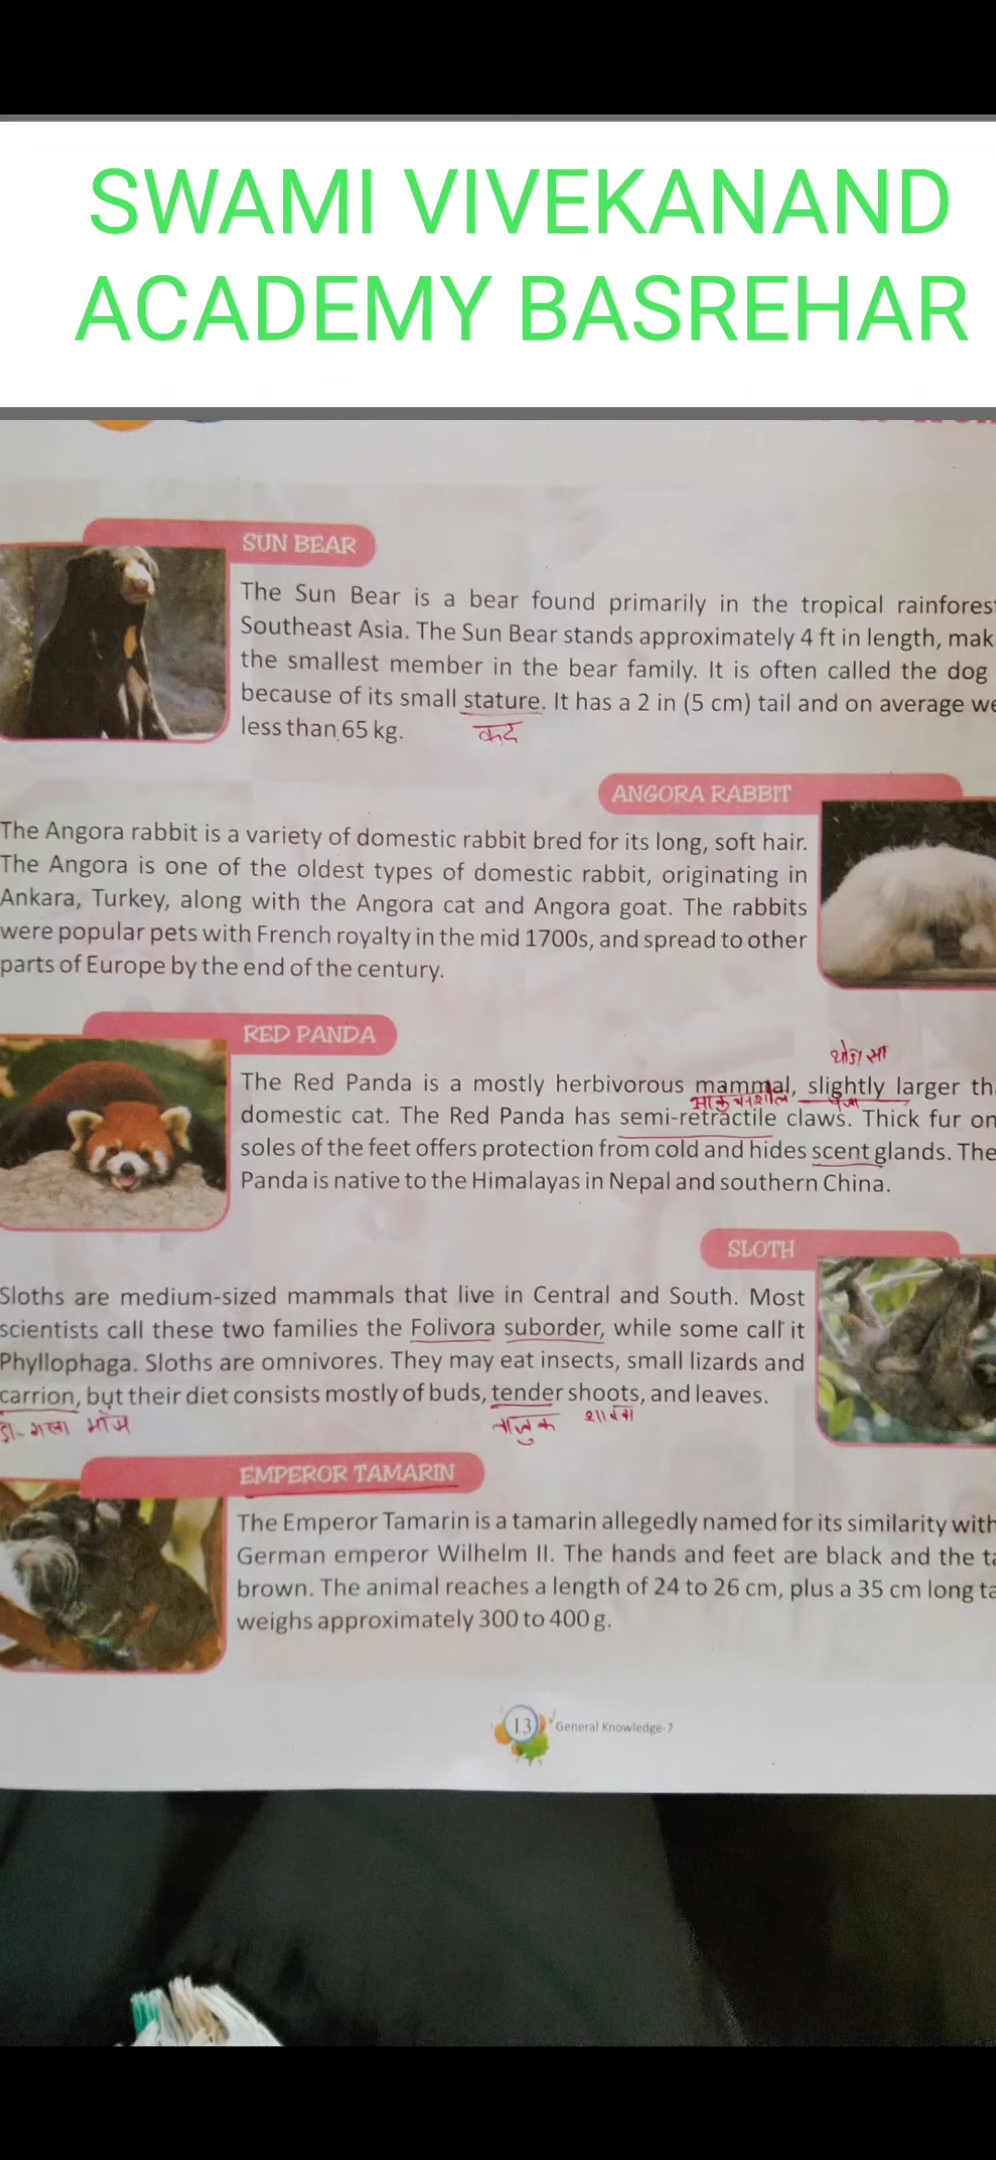 SWAMI VIVEKANAND
ACADEMY BASREHAR
SUN BEAR
The Sun Bear is a bear found primarily in the tropical rainforest
Southeast Asia. The Sun Bear stands approximately 4 ft in length, mak
the smallest member in the bear family. It is often called the dog
because of its small stature. It has a 2 in (5 cm) tail and on average we
less than 65 kg.
कद
ANGORA RABBIT
The Angora rabbit is a variety of domestic rabbit bred for its long, soft hair.
The Angora is one of the oldest types of domestic rabbit, originating in
Ankara, Turkey, along with the Angora cat and Angora goat. The rabbits
were popular pets with French royalty in the mid 1700s, and spread to other
parts of Europe by the end of the century.
RED PANDA
थोडा सा
The Red Panda is a mostly herbivorous mammal, slightly larger tha
पंजा
domestic cat. The Red Panda has semi-retractile claws. Thick fur on
soles of the feet offers protection from cold and hides scent glands. The
Panda is native to the Himalayas in Nepal and southern China.
SLOTH
Sloths are medium-sized mammals that live in Central and South. Most
scientists call these two families the Folivora suborder, while some call it
Phyllophaga. Sloths are omnivores. They may eat insects, small lizards and
carrion, but their diet consists mostly of buds, tender shoots, and leaves.
नाजुक
EMPEROR TAMARIN
The Emperor Tamarin is a tamarin allegedly named for its similarity with
German emperor Wilhelm II. The hands and feet are black and the ta
brown. The animal reaches a length of 24 to 26 cm, plus a 35 cm long ta
weighs approximately 300 to 400 g.
13 General Knowledge-7